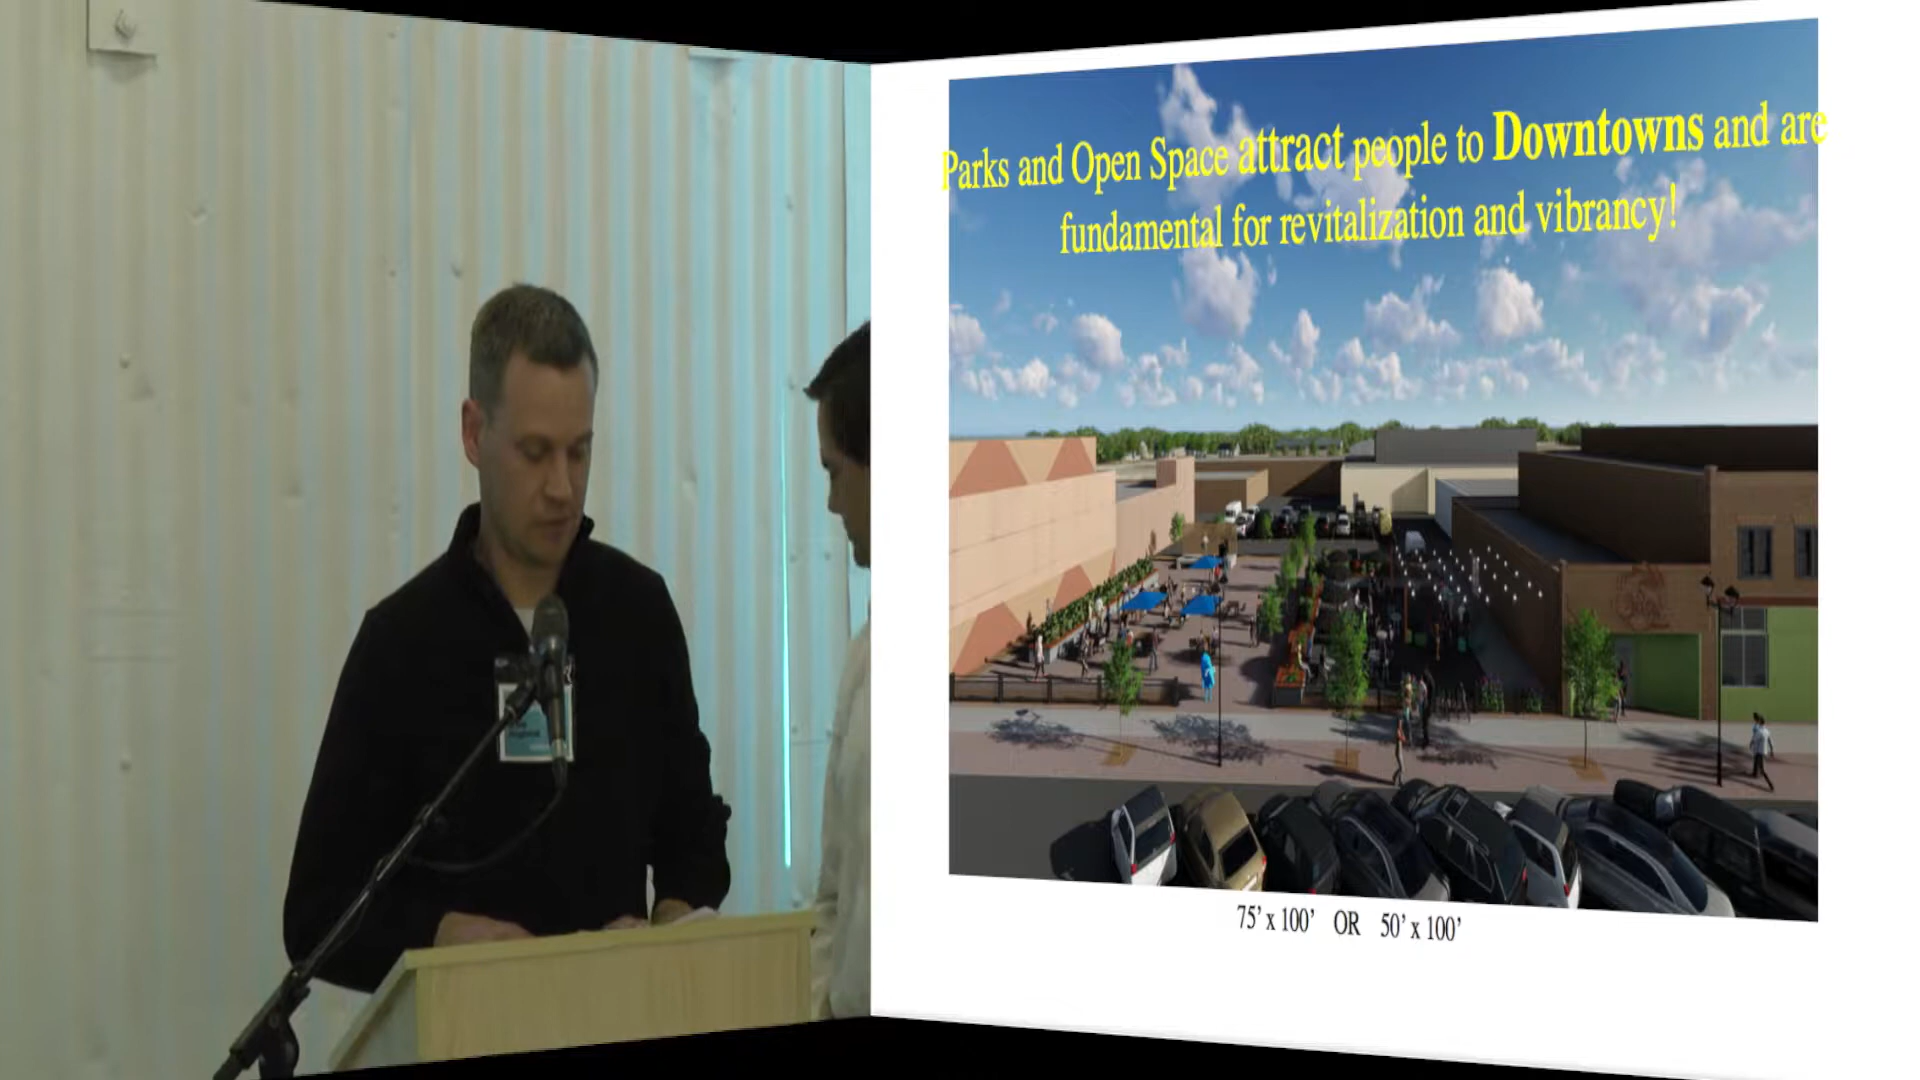 Parks and Open Space attract people to Downtowns and are
fundamental for revitalization and vibrancy!
75’ x 100’ OR 50’ x 100’